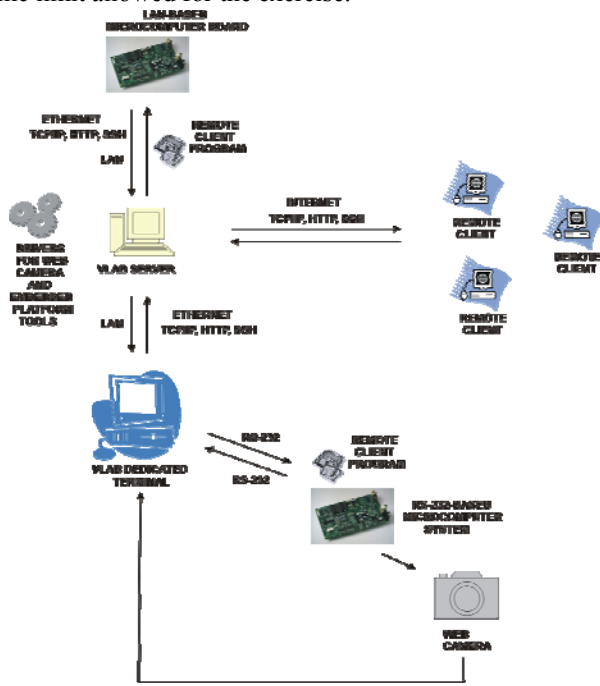 time limit allowed for the exercise.
LAN-BASED
MICROCOMPUTER BOARD
ETHERNET
TCP/IP, HTTP, SSH
LAN
REMOTE
CLIENT
PROGRAM
INTERNET
TCP/IP, HTTP, SSH
REMOTE
CLIENT
REMOTE
CLIENT
REMOTE
CLIENT
DRIVERS
FOR WEB
CAMERA
AND
EMBEDDED
PLATFORM
TOOLS
VLAB SERVER
LAN
ETHERNET
TCP/IP, HTTP, SSH
VLAB DEDICATED
TERMINAL
RS-232
RS-232
REMOTE
CLIENT
PROGRAM
RS-232-BASED
MICROCOMPUTER
SYSTEM
WEB
CAMERA